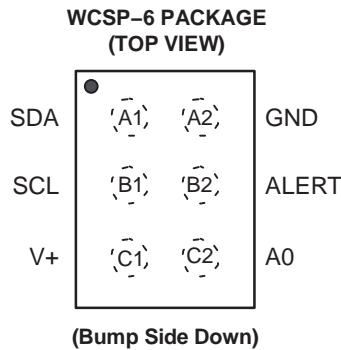 WCSP−6 PACKAGE
(TOP VIEW)
SDA A1 A2 GND
SCL B1 B2 ALERT
V+ C1 C2 A0
(Bump Side Down)